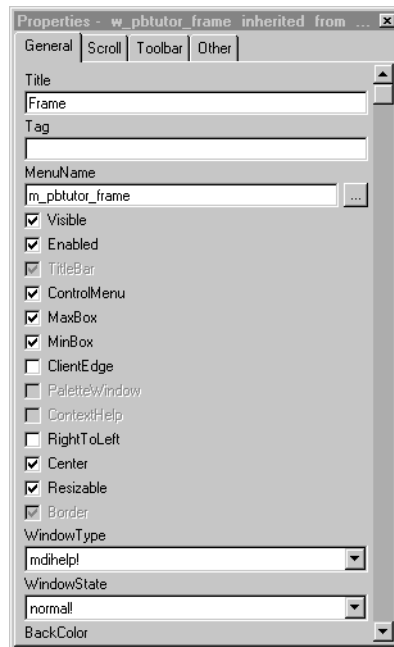 Properties - w_pbtutor_frame inherited from ...
General Scroll Toolbar Other
Title
Frame
Tag
MenuName
m_pbtutor_frame ...
Visible
Enabled
TitleBar
ControlMenu
MaxBox
MinBox
ClientEdge
PaletteWindow
ContextHelp
RightToLeft
Center
Resizable
Border
WindowType
mdihelp!
WindowState
normal!
BackColor